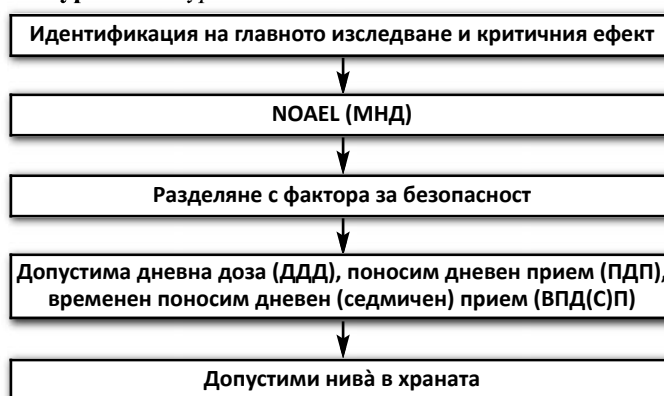 Идентификация на главното изследване и критичния ефект
NOAEL (МНД)
Разделяне с фактора за безопасност
Допустима дневна доза (ДДД), поносим дневен прием (ПДП),
временен поносим дневен (седмичен) прием (ВПД(С)П)
Допустими нивà в храната